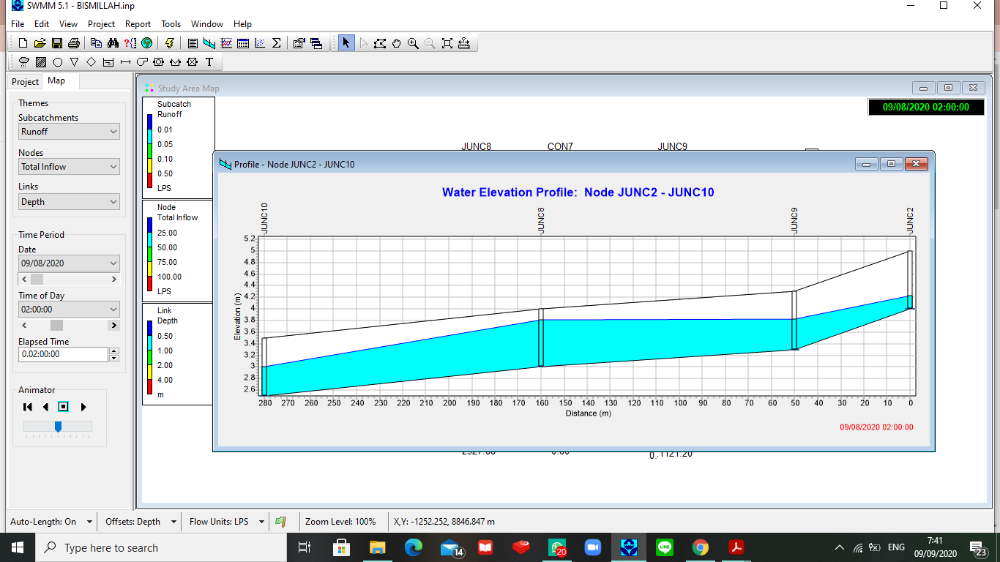 SWMM 5.1 - BISMILLAH.inp
File Edit View Project Report Tools Window Help
Project Map
Themes
Subcatchments
Runoff
Nodes
Total Inflow
Links
Depth
Time Period
Date
09/08/2020
Time of Day
02:00:00
Elapsed Time
0.02:00:00
Animator
Study Area Map
09/08/2020 02:00:00
Subcatch
Runoff
0.01
0.05
0.10
0.50
LPS
Node
Total Inflow
25.00
50.00
75.00
100.00
LPS
Link
Depth
0.50
1.00
2.00
4.00
m
JUNC8 CON7 JUNC9
Profile - Node JUNC2 - JUNC10
Water Elevation Profile: Node JUNC2 - JUNC10
JUNC10 JUNC8 JUNC9 JUNC2
Elevation (m)
5.2
5
4.8
4.6
4.4
4.2
4
3.8
3.6
3.4
3.2
3
2.8
2.6
280 270 260 250 240 230 220 210 200 190 180 170 160 150 140 130 120 110 100 90 80 70 60 50 40 30 20 10 0
Distance (m)
09/08/2020 02:00:00
Auto-Length: On Offsets: Depth Flow Units: LPS Zoom Level: 100% X,Y: -1252.252, 8846.847 m
Type here to search
14
20
ENG
7:41
09/09/2020
23